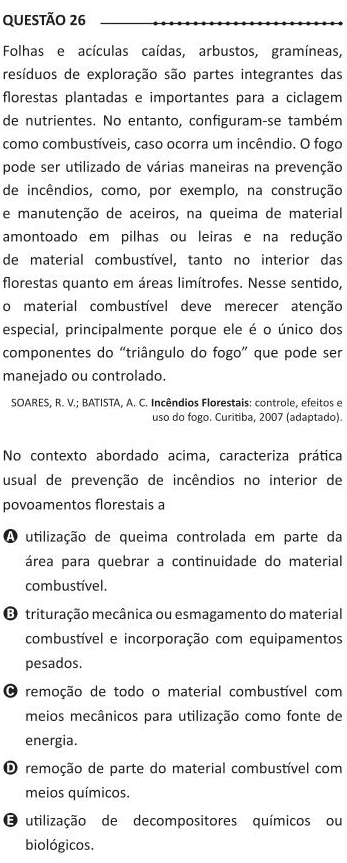 QUESTÃO 26
Folhas e acículas caídas, arbustos, gramíneas,
resíduos de exploração são partes integrantes das
florestas plantadas e importantes para a ciclagem
de nutrientes. No entanto, configuram-se também
como combustíveis, caso ocorra um incêndio. O fogo
pode ser utilizado de várias maneiras na prevenção
de incêndios, como, por exemplo, na construção
e manutenção de aceiros, na queima de material
amontoado em pilhas ou leiras e na redução
de material combustível, tanto no interior das
florestas quanto em áreas limítrofes. Nesse sentido,
o material combustível deve merecer atenção
especial, principalmente porque ele é o único dos
componentes do “triângulo do fogo” que pode ser
manejado ou controlado.
SOARES, R. V.; BATISTA, A. C. Incêndios Florestais: controle, efeitos e
uso do fogo. Curitiba, 2007 (adaptado).
No contexto abordado acima, caracteriza prática
usual de prevenção de incêndios no interior de
povoamentos florestais a
A utilização de queima controlada em parte da
área para quebrar a continuidade do material
combustível.
B trituração mecânica ou esmagamento do material
combustível e incorporação com equipamentos
pesados.
C remoção de todo o material combustível com
meios mecânicos para utilização como fonte de
energia.
D remoção de parte do material combustível com
meios químicos.
E utilização de decompositores químicos ou
biológicos.